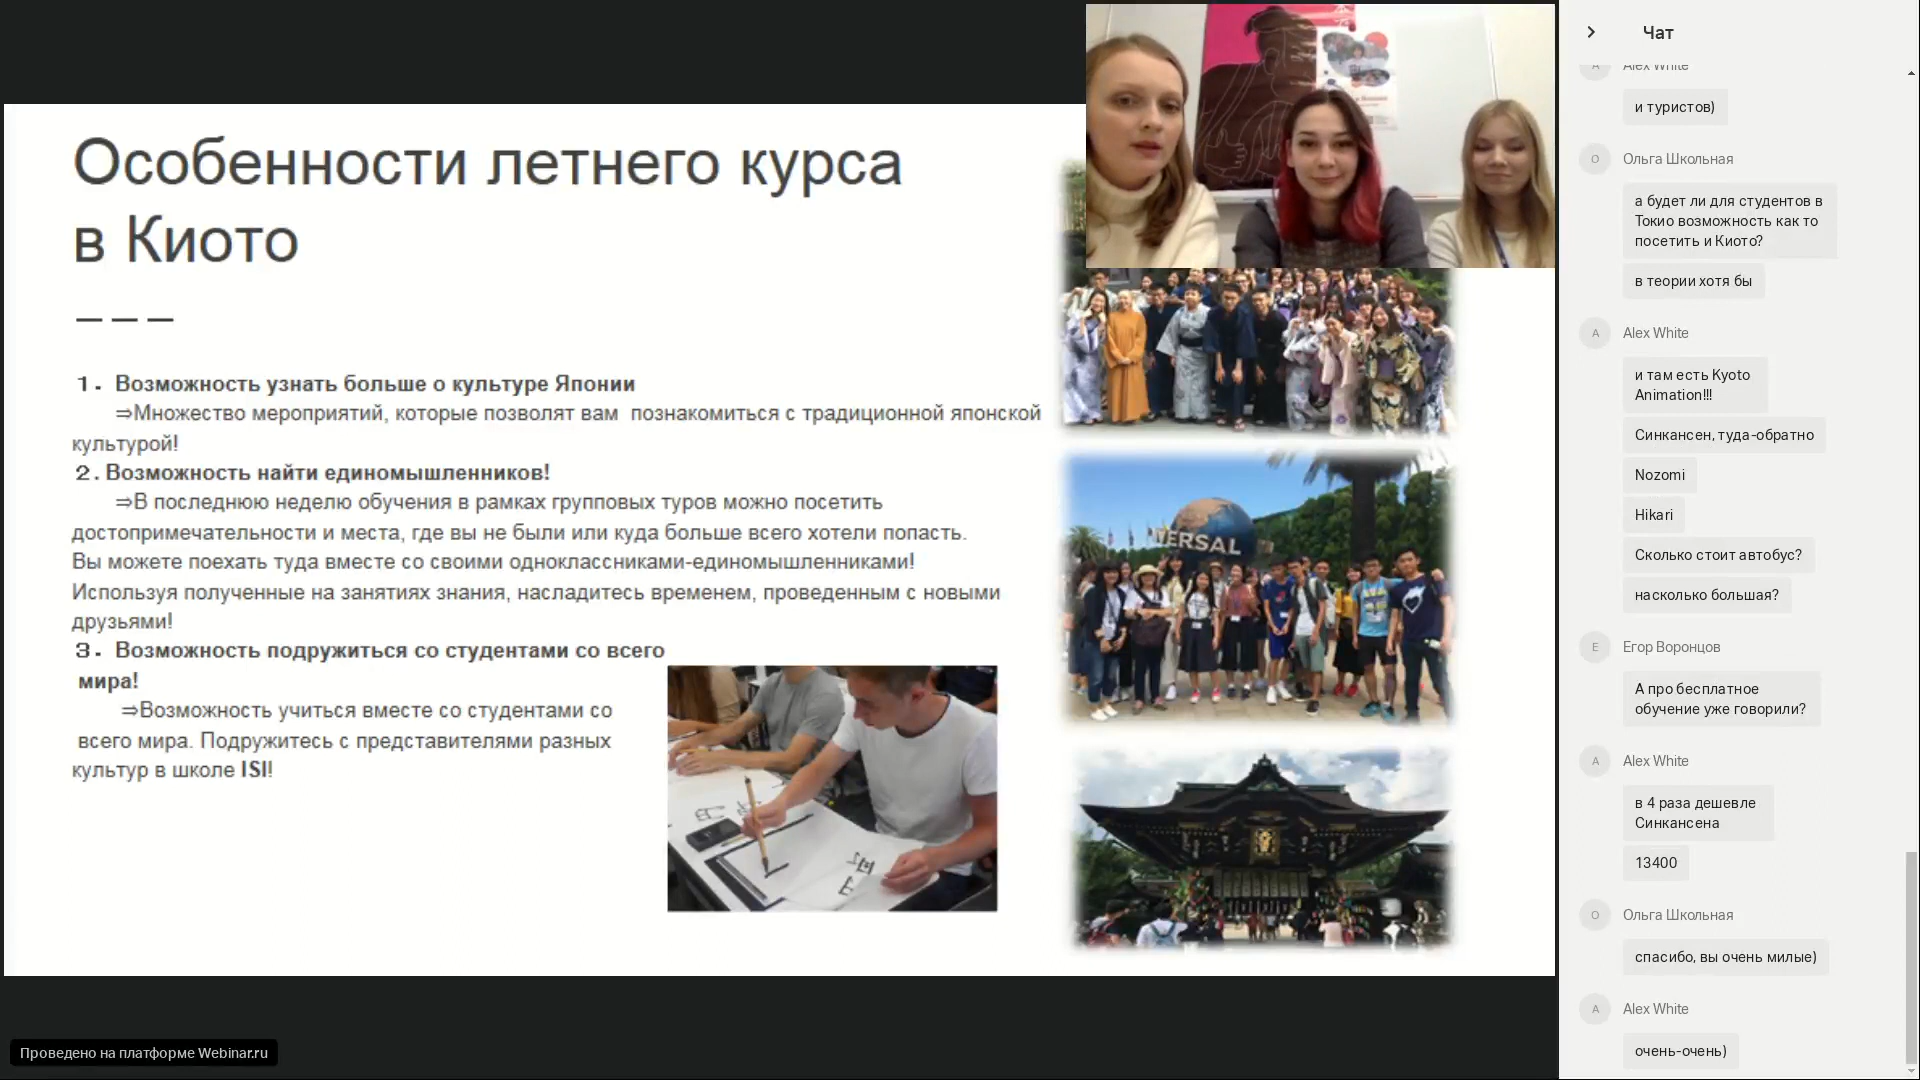 Особенности летнего курса
в Киото
1. Возможность узнать больше о культуре Японии
⇒Множество мероприятий, которые позволят вам познакомиться с традиционной японской
культурой!
2. Возможность найти единомышленников!
⇒В последнюю неделю обучения в рамках групповых туров можно посетить
достопримечательности и места, где вы не были или куда больше всего хотели попасть.
Вы можете поехать туда вместе со своими одноклассниками-единомышленниками!
Используя полученные на занятиях знания, насладитесь временем, проведенным с новыми
друзьями!
3. Возможность подружиться со студентами со всего
мира!
⇒Возможность учиться вместе со студентами со
всего мира. Подружитесь с представителями разных
культур в школе ISI!
VERSAL
Проведено на платформе Webinar.ru
Чат
A
Alex White
и туристов)
О
Ольга Школьная
а будет ли для студентов в
Токио возможность как то
посетить и Киото?
в теории хотя бы
A
Alex White
и там есть Kyoto
Animation!!!
Синкансен, туда-обратно
Nozomi
Hikari
Сколько стоит автобус?
насколько большая?
Е
Егор Воронцов
А про бесплатное
обучение уже говорили?
A
Alex White
в 4 раза дешевле
Синкансена
13400
О
Ольга Школьная
спасибо, вы очень милые)
A
Alex White
очень-очень)